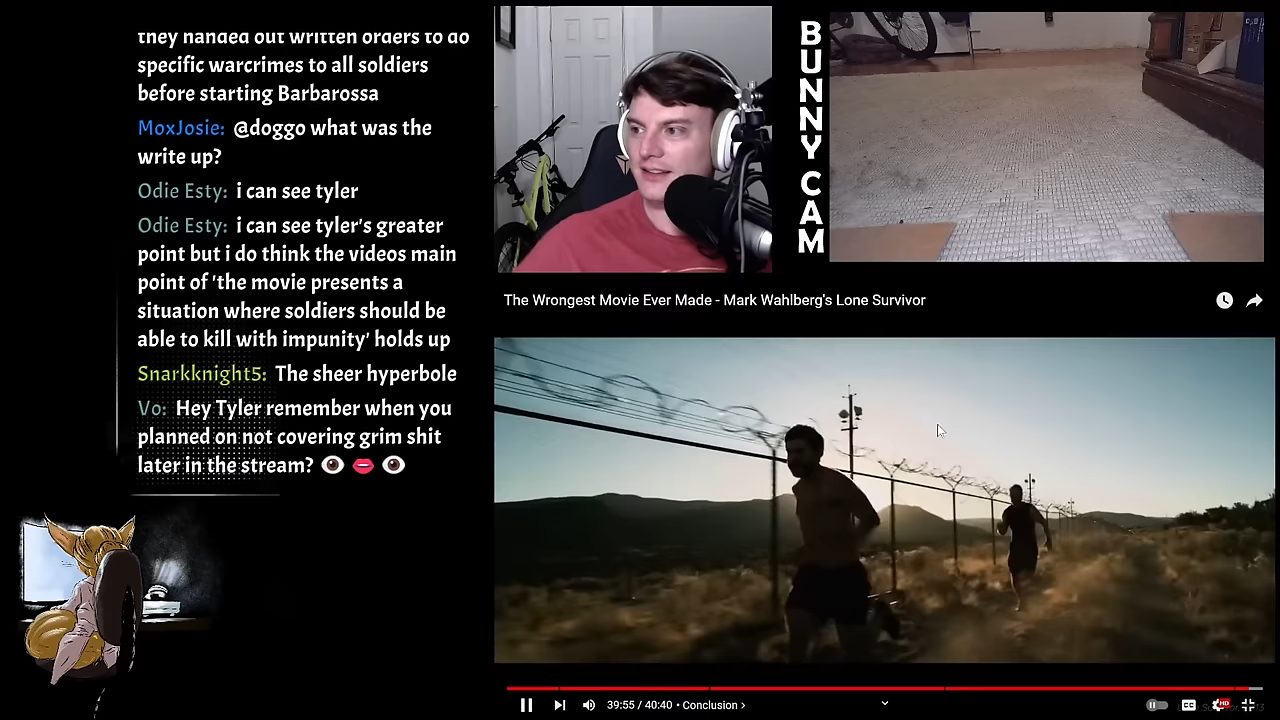 they handed out written orders to do
specific warcrimes to all soldiers
before starting Barbarossa
MoxJosie: @doggo what was the
write up?
Odie Esty: i can see tyler
Odie Esty: i can see tyler's greater
point but i do think the videos main
point of 'the movie presents a
situation where soldiers should be
able to kill with impunity' holds up
Snarkknight5: The sheer hyperbole
Vo: Hey Tyler remember when you
planned on not covering grim shit
later in the stream? 👁️ 👄 👁️
BUNNY CAM
The Wrongest Movie Ever Made - Mark Wahlberg's Lone Survivor
39:55 / 40:40 • Conclusion ›
CC
HD